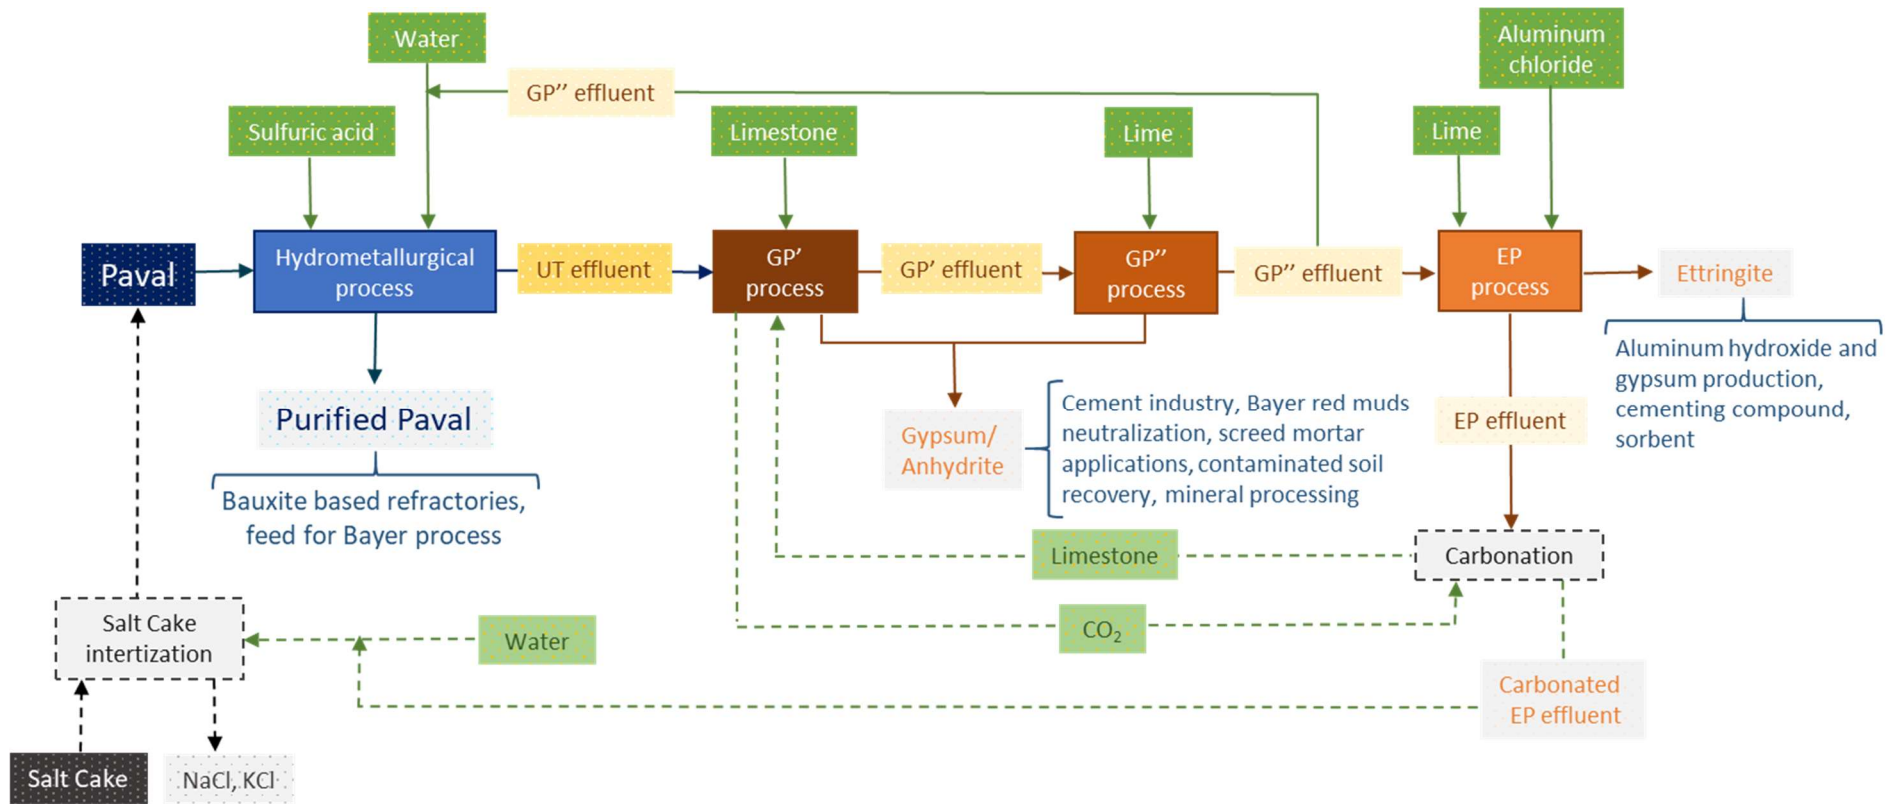 Water
Aluminum
chloride
GP’’ effluent
Sulfuric acid
Limestone
Lime
Lime
Paval
Hydrometallurgical
process
UT effluent
GP’
process
GP’ effluent
GP’’
process
GP’’ effluent
EP
process
Ettringite
Aluminum hydroxide and
gypsum production,
cementing compound,
sorbent
Purified Paval
Bauxite based refractories,
feed for Bayer process
Gypsum/
Anhydrite
Cement industry, Bayer red muds
neutralization, screed mortar
applications, contaminated soil
recovery, mineral processing
EP effluent
Limestone
Carbonation
CO₂
Salt Cake
intertization
Water
Carbonated
EP effluent
Salt Cake
NaCl, KCl